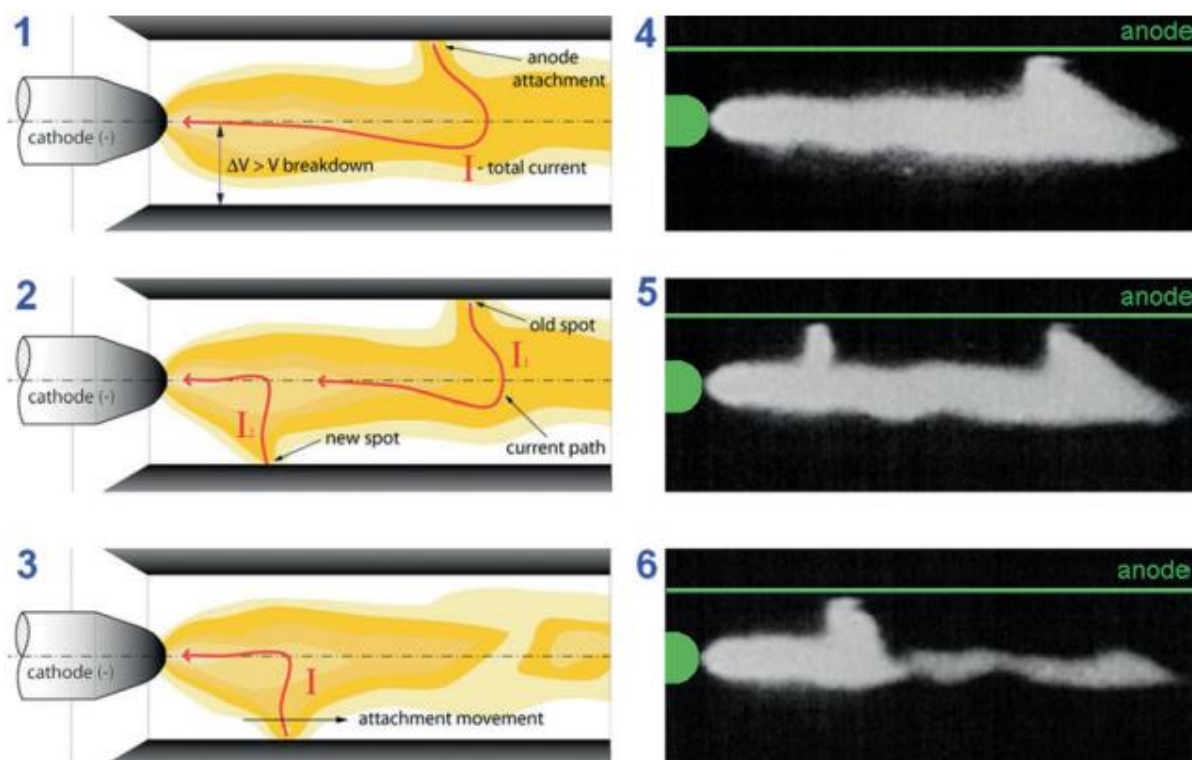 1
anode
attachment
cathode (-)
ΔV > V breakdown
I - total current
4
anode
2
old spot
I₁
cathode (-)
I₂
new spot
current path
5
anode
3
cathode (-)
I
attachment movement
6
anode